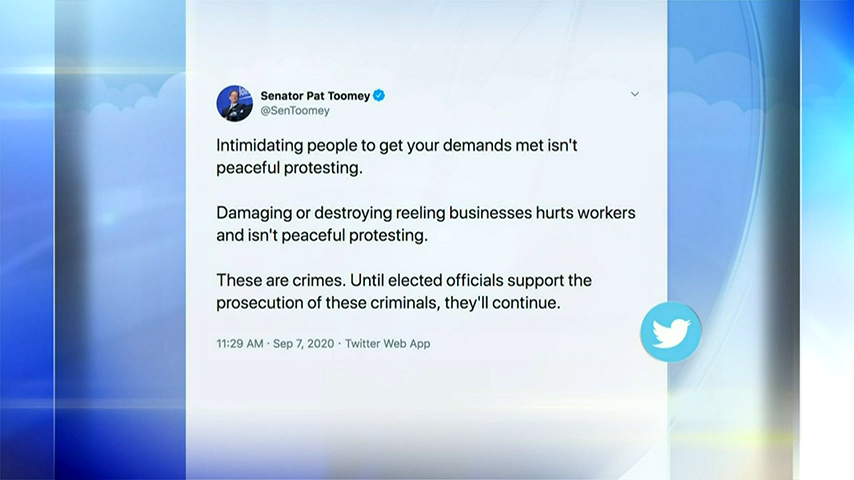 Senator Pat Toomey
@SenToomey
Intimidating people to get your demands met isn't
peaceful protesting.
Damaging or destroying reeling businesses hurts workers
and isn't peaceful protesting.
These are crimes. Until elected officials support the
prosecution of these criminals, they'll continue.
11:29 AM · Sep 7, 2020 · Twitter Web App